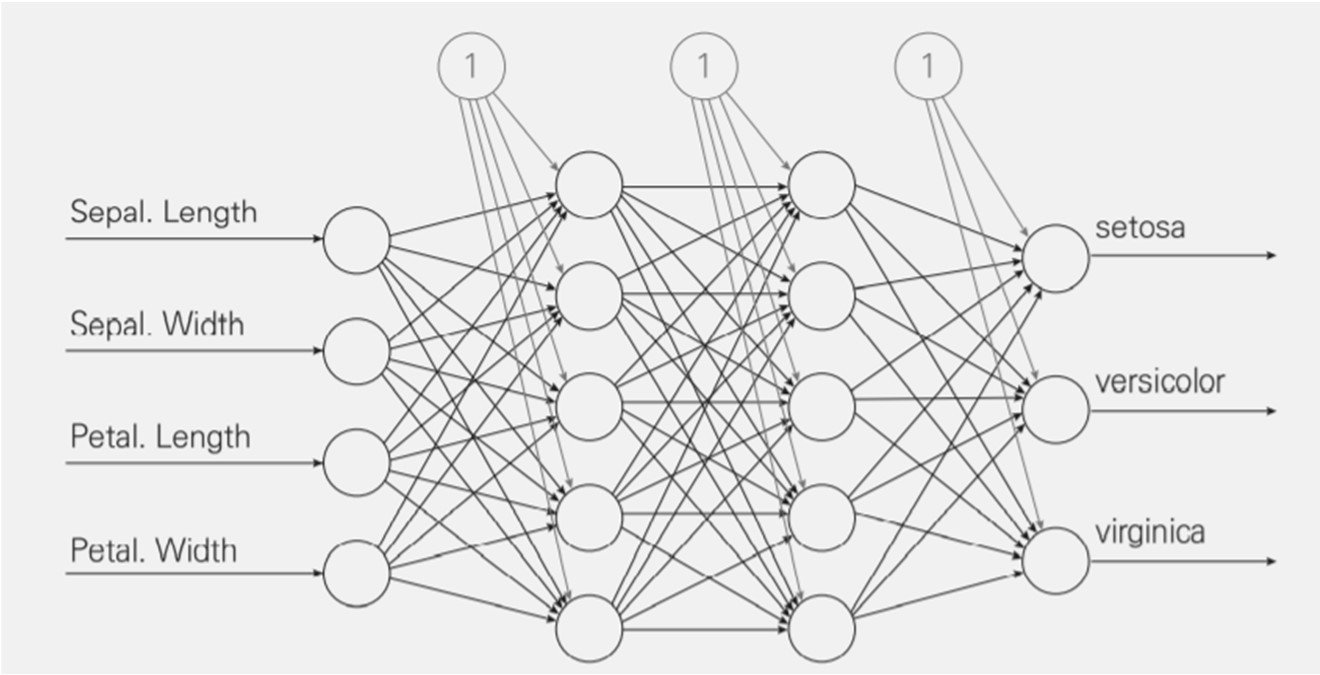 1 1 1
Sepal. Length
setosa
Sepal. Width
versicolor
Petal. Length
virginica
Petal. Width